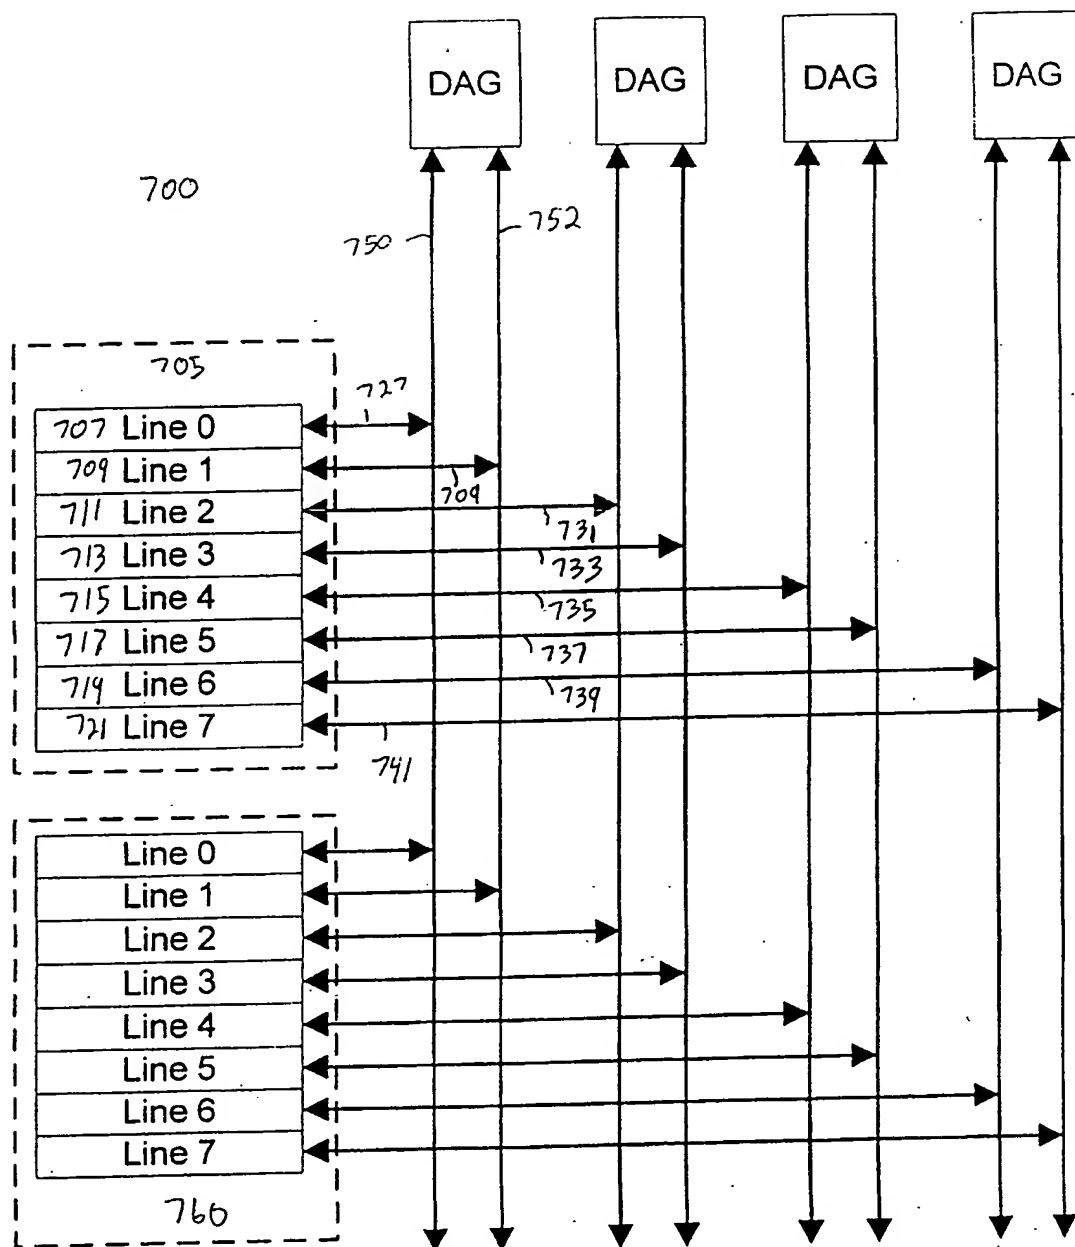 DAG DAG DAG DAG
700
750
752
705
727
707 Line 0
709 Line 1
709
711 Line 2
731
713 Line 3
733
715 Line 4
735
717 Line 5
737
719 Line 6
739
721 Line 7
741
Line 0
Line 1
Line 2
Line 3
Line 4
Line 5
Line 6
Line 7
760